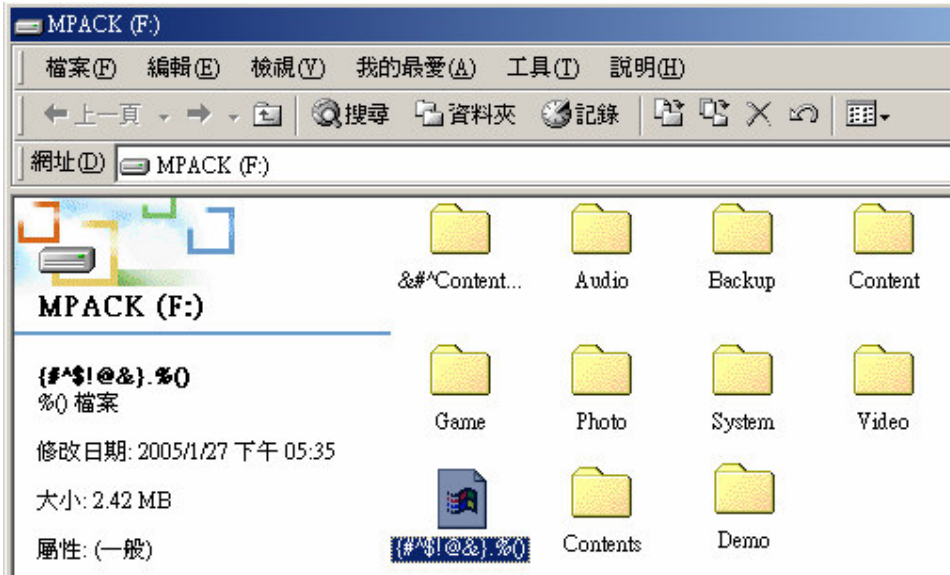 MPACK (F:)
檔案(F) 編輯(E) 檢視(V) 我的最愛(A) 工具(T) 說明(H)
上一頁 搜尋 資料夾 記錄
網址(D) MPACK (F:)
MPACK (F:)
{#^$!@&}.%()
%() 檔案
修改日期: 2005/1/27 下午 05:35
大小: 2.42 MB
屬性: (一般)
&#^Content... Audio Backup Content
Game Photo System Video
{#^$!@&}.%() Contents Demo